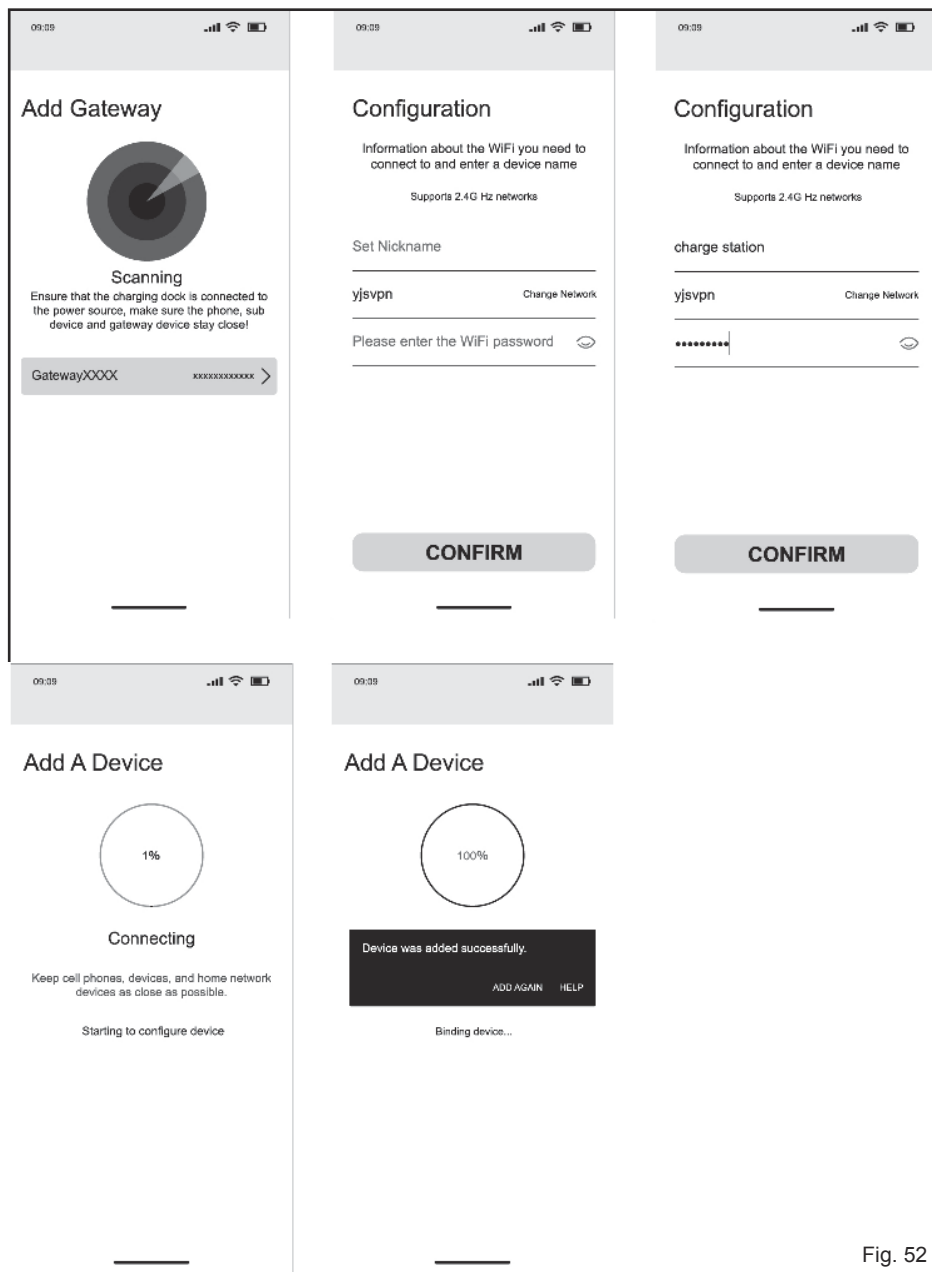 09:09
Add Gateway
Scanning
Ensure that the charging dock is connected to
the power source, make sure the phone, sub
device and gateway device stay close!
GatewayXXXX xxxxxxxxxxxx
09:09
Configuration
Information about the WiFi you need to
connect to and enter a device name
Supports 2.4G Hz networks
Set Nickname
yjsvpn Change Network
Please enter the WiFi password
CONFIRM
09:09
Configuration
Information about the WiFi you need to
connect to and enter a device name
Supports 2.4G Hz networks
charge station
yjsvpn Change Network
•••••••••
CONFIRM
09:09
Add A Device
1%
Connecting
Keep cell phones, devices, and home network
devices as close as possible.
Starting to configure device
09:09
Add A Device
100%
Device was added successfully.
ADD AGAIN HELP
Binding device...
Fig. 52